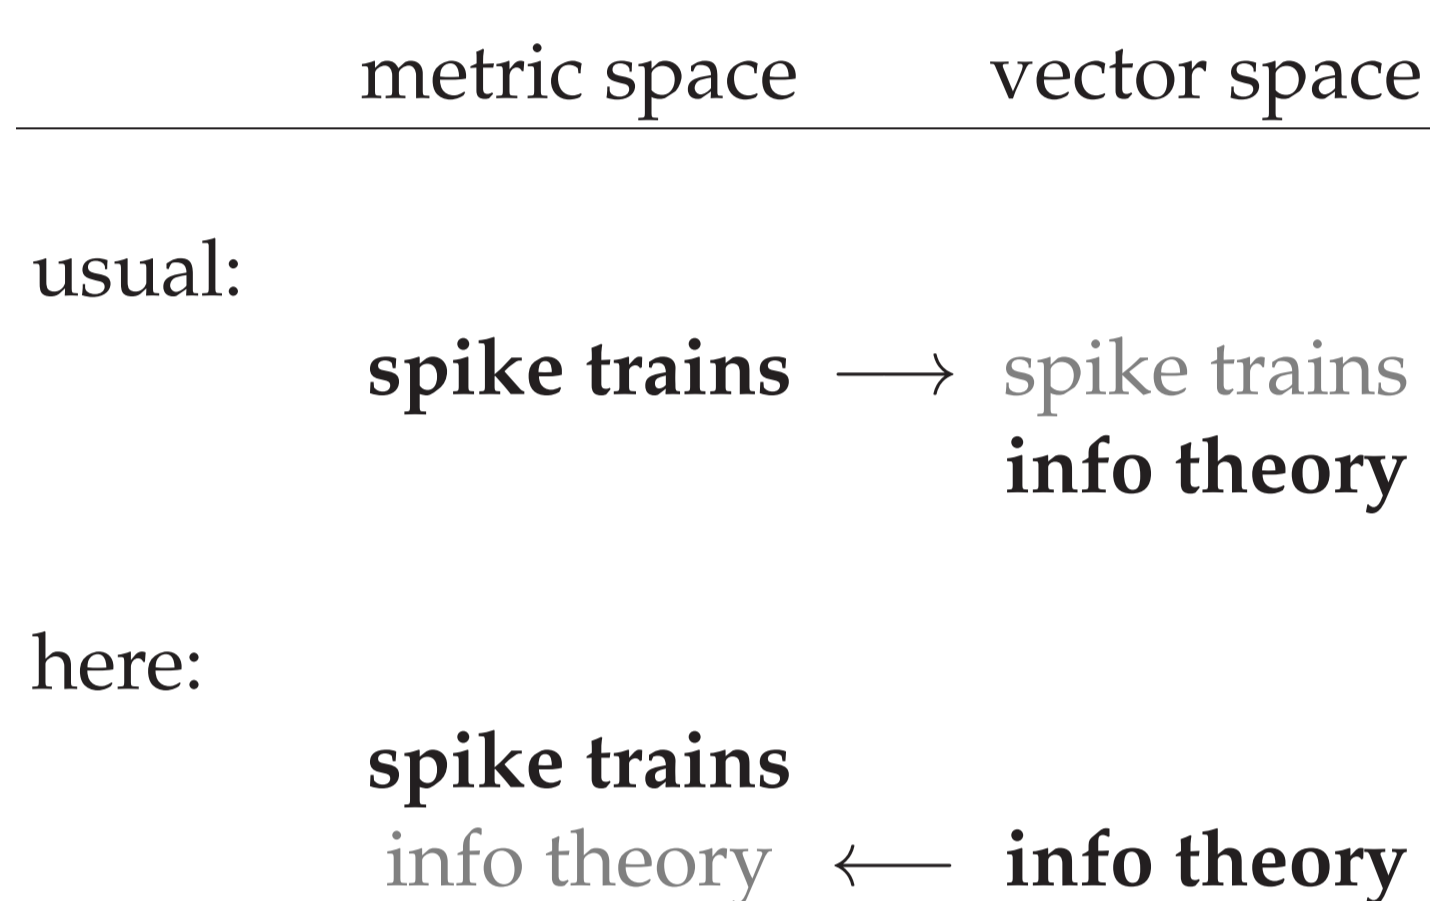 metric space vector space
usual:
spike trains → spike trains
info theory
here:
spike trains
info theory ← info theory